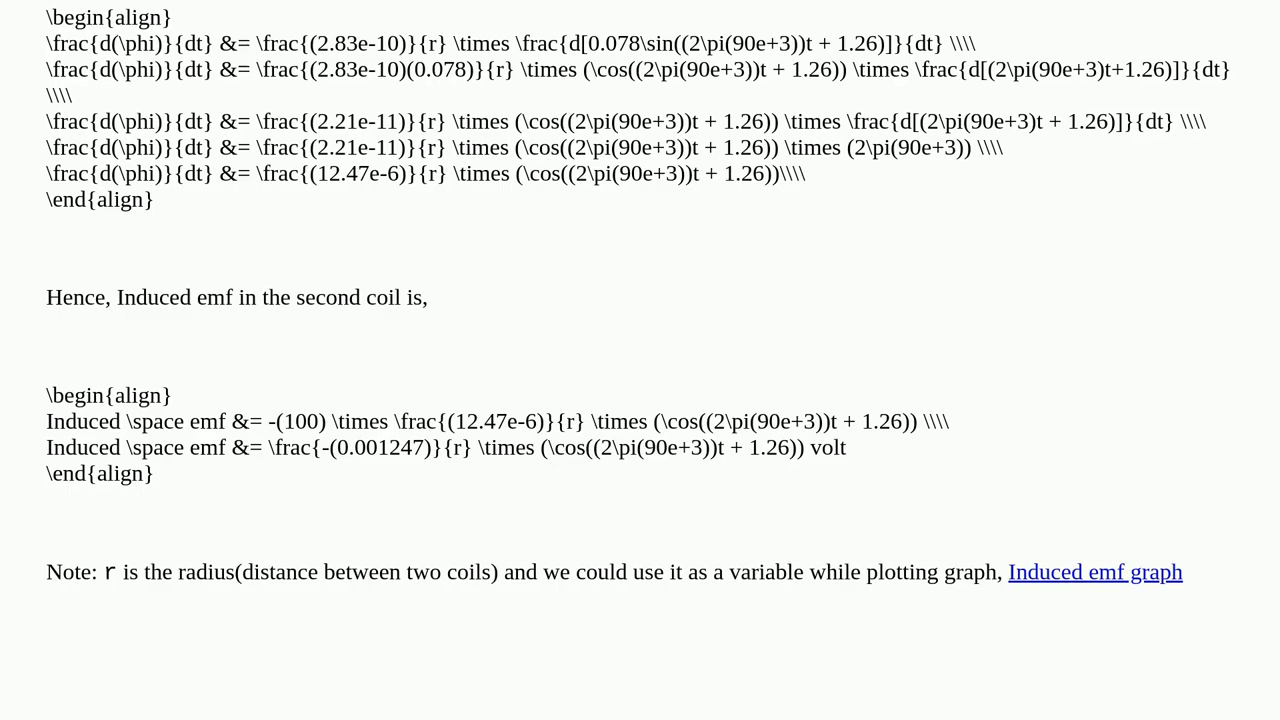 \begin{align}
\frac{d(\phi)}{dt} &= \frac{(2.83e-10)}{r} \times \frac{d[0.078\sin((2\pi(90e+3))t + 1.26)]}{dt} \\\\
\frac{d(\phi)}{dt} &= \frac{(2.83e-10)(0.078)}{r} \times (\cos((2\pi(90e+3))t + 1.26)) \times \frac{d[(2\pi(90e+3)t+1.26)]}{dt}
\\\\
\frac{d(\phi)}{dt} &= \frac{(2.21e-11)}{r} \times (\cos((2\pi(90e+3))t + 1.26)) \times \frac{d[(2\pi(90e+3)t + 1.26)]}{dt} \\\\
\frac{d(\phi)}{dt} &= \frac{(2.21e-11)}{r} \times (\cos((2\pi(90e+3))t + 1.26)) \times (2\pi(90e+3)) \\\\
\frac{d(\phi)}{dt} &= \frac{(12.47e-6)}{r} \times (\cos((2\pi(90e+3))t + 1.26))\\\\
\end{align}
Hence, Induced emf in the second coil is,
\begin{align}
Induced \space emf &= -(100) \times \frac{(12.47e-6)}{r} \times (\cos((2\pi(90e+3))t + 1.26)) \\\\
Induced \space emf &= \frac{-(0.001247)}{r} \times (\cos((2\pi(90e+3))t + 1.26)) volt
\end{align}
Note: r is the radius(distance between two coils) and we could use it as a variable while plotting graph, Induced emf graph